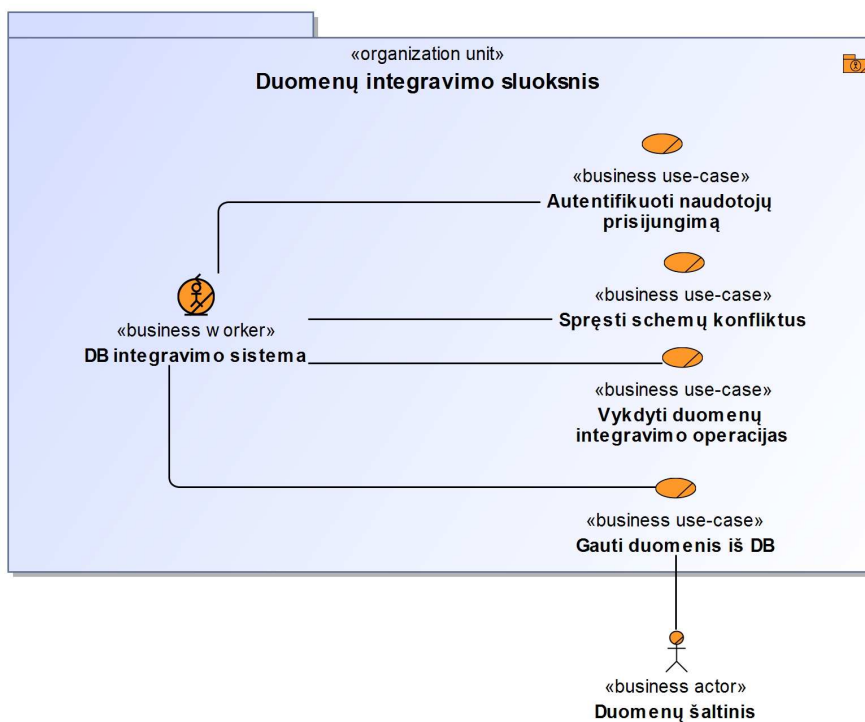 «organization unit»
Duomenų integravimo sluoksnis
«business use-case»
Autentifikuoti naudotojų
prisijungimą
«business use-case»
Spręsti schemų konfliktus
«business worker»
DB integravimo sistema
«business use-case»
Vykdyti duomenų
integravimo operacijas
«business use-case»
Gauti duomenis iš DB
«business actor»
Duomenų šaltinis